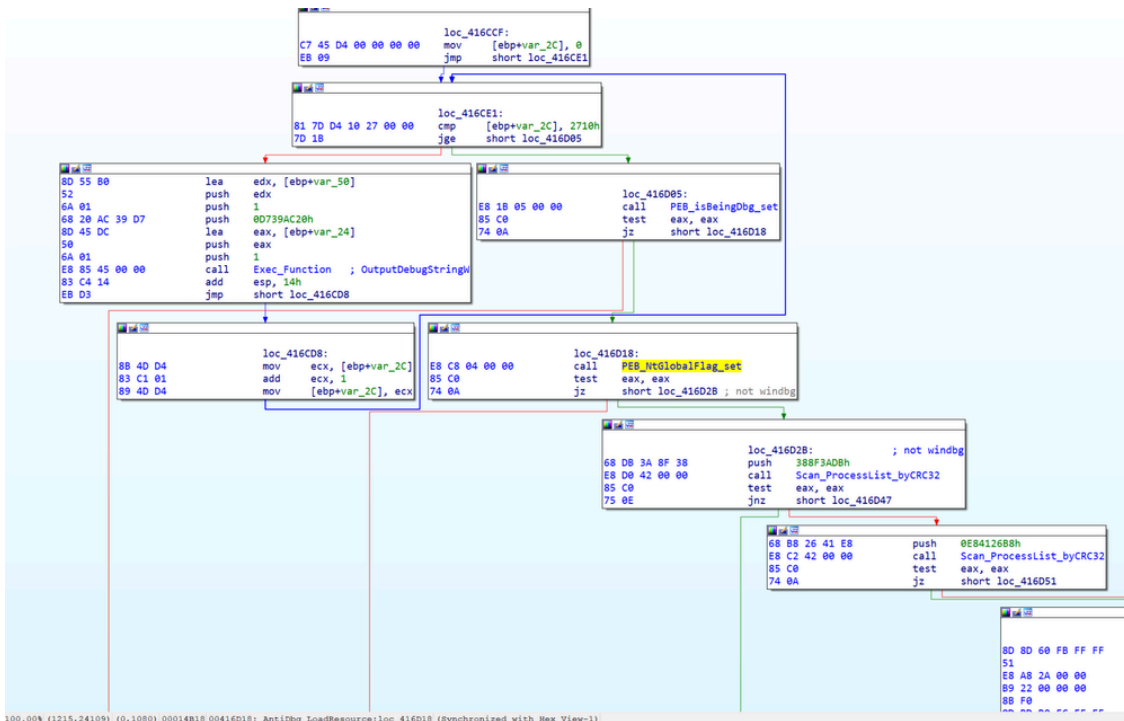 loc_416CCF:
C7 45 D4 00 00 00 00 mov [ebp+var_2C], 0
EB 09 jmp short loc_416CE1
loc_416CE1:
81 7D D4 10 27 00 00 cmp [ebp+var_2C], 2710h
7D 1B jge short loc_416D05
8D 55 B0 lea edx, [ebp+var_50]
52 push edx
6A 01 push 1
68 20 AC 39 D7 push 0D739AC20h
8D 45 DC lea eax, [ebp+var_24]
50 push eax
6A 01 push 1
E8 85 45 00 00 call Exec_Function ; OutputDebugStringW
83 C4 14 add esp, 14h
EB D3 jmp short loc_416CD8
loc_416D05:
E8 1B 05 00 00 call PEB_isBeingDbg_set
85 C0 test eax, eax
74 0A jz short loc_416D18
loc_416CD8:
8B 4D D4 mov ecx, [ebp+var_2C]
83 C1 01 add ecx, 1
89 4D D4 mov [ebp+var_2C], ecx
loc_416D18:
E8 C8 04 00 00 call PEB_NtGlobalFlag_set
85 C0 test eax, eax
74 0A jz short loc_416D2B ; not windbg
loc_416D2B: ; not windbg
68 DB 3A 8F 38 push 388F3ADBh
E8 D0 42 00 00 call Scan_ProcessList_byCRC32
85 C0 test eax, eax
75 0E jnz short loc_416D47
68 B8 26 41 E8 push 0E84126B8h
E8 C2 42 00 00 call Scan_ProcessList_byCRC32
85 C0 test eax, eax
74 0A jz short loc_416D51
8D 8D 60 FB FF FF
51
E8 A8 2A 00 00
B9 22 00 00 00
8B F0
100.00% (1215,24109) (0,1080) 00014B18 00416D18: AntiDbg_LoadResource:loc_416D18 (Synchronized with Hex View-1)